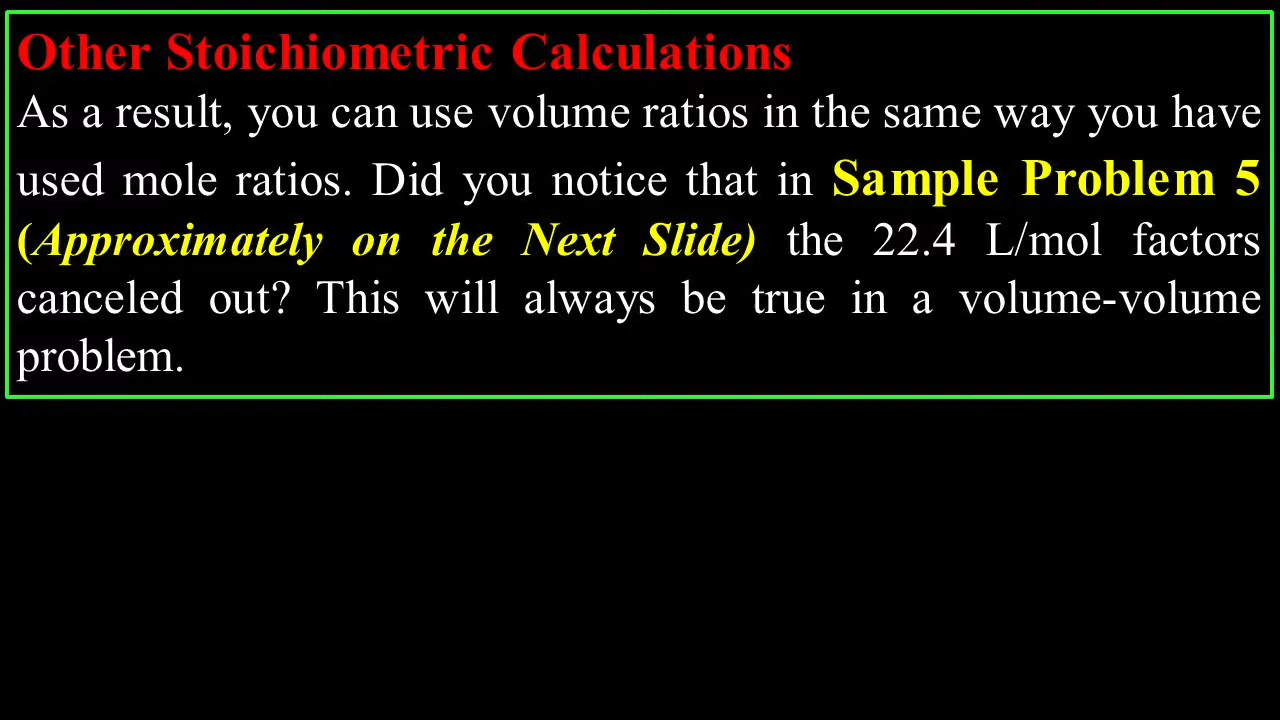 Other Stoichiometric Calculations
As a result, you can use volume ratios in the same way you have
used mole ratios. Did you notice that in Sample Problem 5
(Approximately on the Next Slide) the 22.4 L/mol factors
canceled out? This will always be true in a volume-volume
problem.